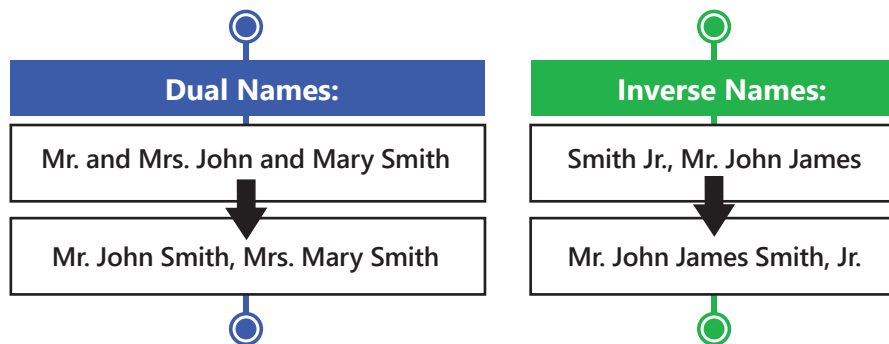 Dual Names:
Mr. and Mrs. John and Mary Smith
Mr. John Smith, Mrs. Mary Smith
Inverse Names:
Smith Jr., Mr. John James
Mr. John James Smith, Jr.